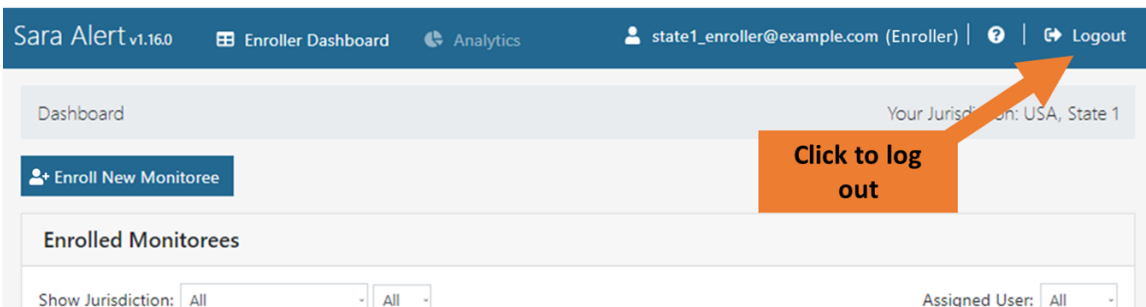 Sara Alert v1.16.0 Enroller Dashboard Analytics state1_enroller@example.com (Enroller) | ? | Logout
Dashboard Your Jurisdiction: USA, State 1
Click to log
out
Enroll New Monitoree
Enrolled Monitorees
Show Jurisdiction: All All Assigned User: All